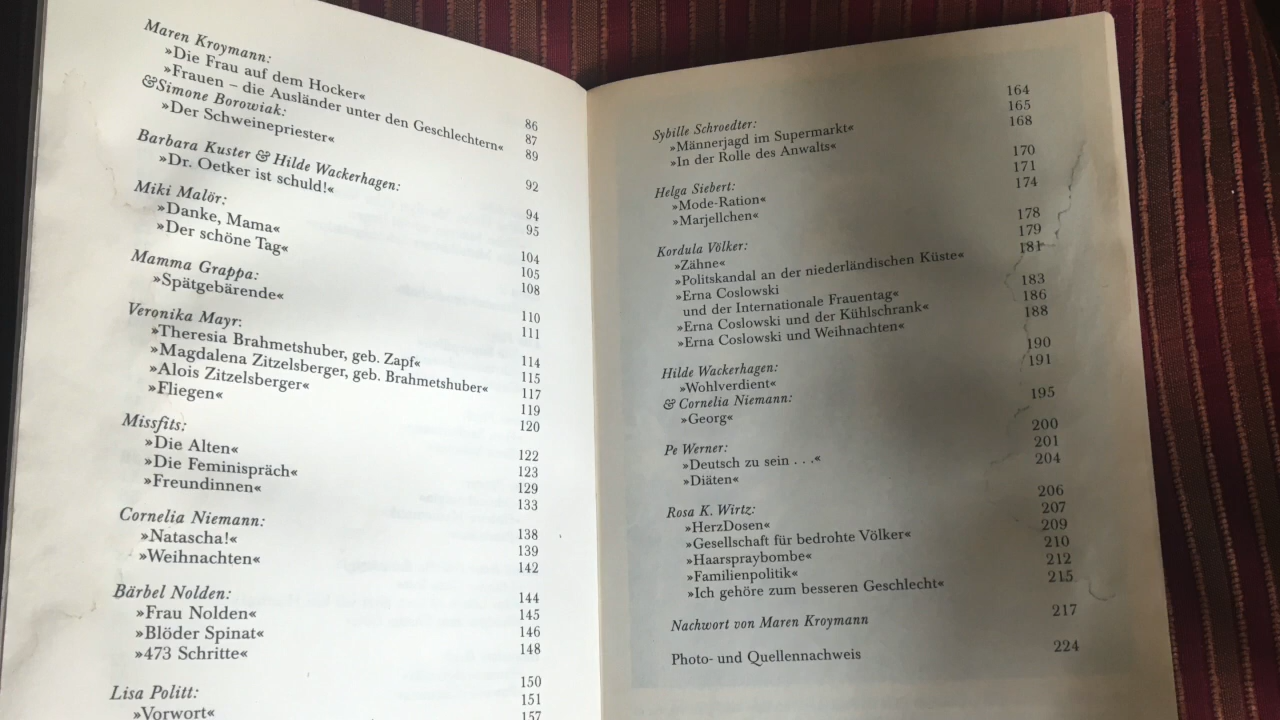 Maren Kroymann: 86
»Die Frau auf dem Hocker« 87
»Frauen – die Ausländer unter den Geschlechtern« 89
&Simone Borowiak:
»Der Schweinepriester« 92
Barbara Kuster & Hilde Wackerhagen: 94
»Dr. Oetker ist schuld!« 95
Miki Malör: 104
»Danke, Mama« 105
»Der schöne Tag« 108
Mamma Grappa: 110
»Spätgebärende« 111
Veronika Mayr: 114
»Theresia Brahmetshuber, geb. Zapf« 115
»Magdalena Zitzelsberger, geb. Brahmetshuber« 117
»Alois Zitzelsberger« 119
»Fliegen« 120
Missfits: 122
»Die Alten« 123
»Die Feminispräch« 129
»Freundinnen« 133
Cornelia Niemann: 138
»Natascha!« 139
»Weihnachten« 142
Bärbel Nolden: 144
»Frau Nolden« 145
»Blöder Spinat« 146
»473 Schritte« 148
Lisa Politt: 150
»Vorwort« 151
157
Sybille Schroedter: 164
»Männerjagd im Supermarkt« 165
»In der Rolle des Anwalts« 168
Helga Siebert: 170
»Mode-Ration« 171
»Marjellchen« 174
Kordula Völker: 178
»Zähne« 179
»Politskandal an der niederländischen Küste« 181
»Erna Coslowski
und der Internationale Frauentag« 183
»Erna Coslowski und der Kühlschrank« 186
»Erna Coslowski und Weihnachten« 188
Hilde Wackerhagen: 190
»Wohlverdient« 191
& Cornelia Niemann:
»Georg« 195
Pe Werner: 200
»Deutsch zu sein . . .« 201
»Diäten« 204
Rosa K. Wirtz: 206
»HerzDosen« 207
»Gesellschaft für bedrohte Völker« 209
»Haarspraybombe« 210
»Familienpolitik« 212
»Ich gehöre zum besseren Geschlecht« 215
Nachwort von Maren Kroymann 217
Photo- und Quellennachweis 224